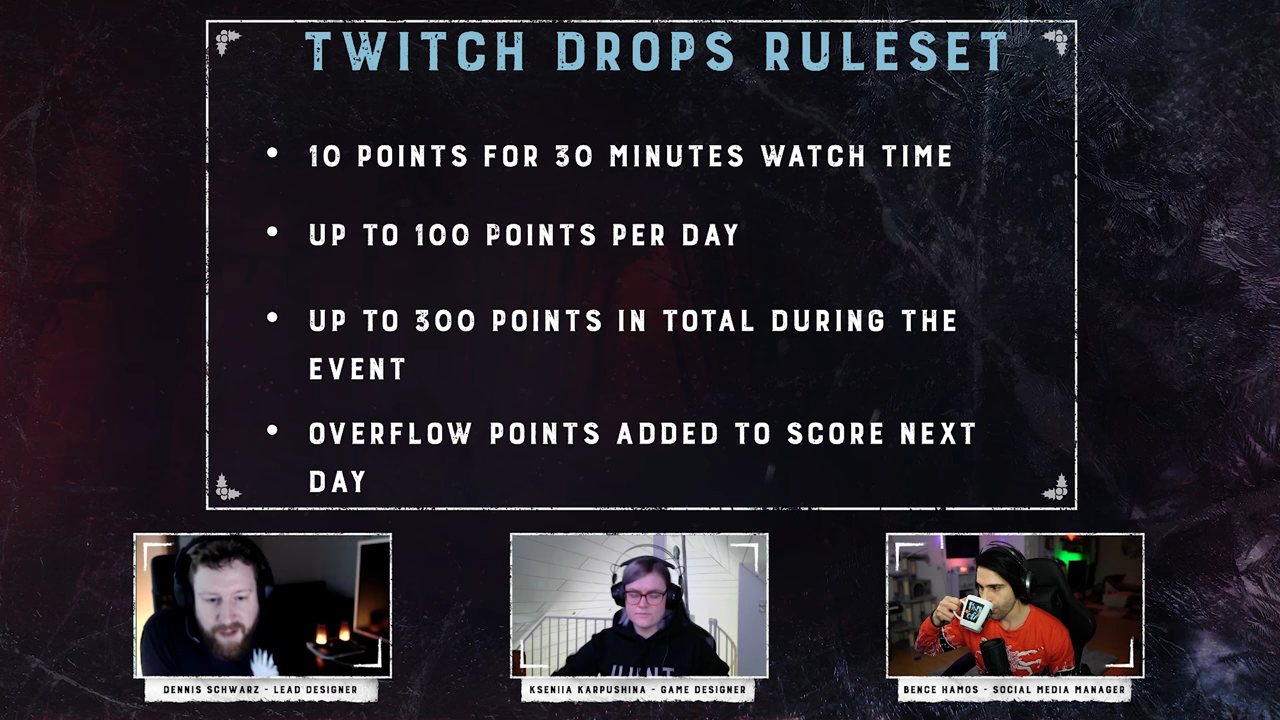 TWITCH DROPS RULESET
• 10 POINTS FOR 30 MINUTES WATCH TIME
• UP TO 100 POINTS PER DAY
• UP TO 300 POINTS IN TOTAL DURING THE
EVENT
• OVERFLOW POINTS ADDED TO SCORE NEXT
DAY
HUNT
DENNIS SCHWARZ - LEAD DESIGNER
KSENIIA KARPUSHINA - GAME DESIGNER
BENCE HAMOS - SOCIAL MEDIA MANAGER